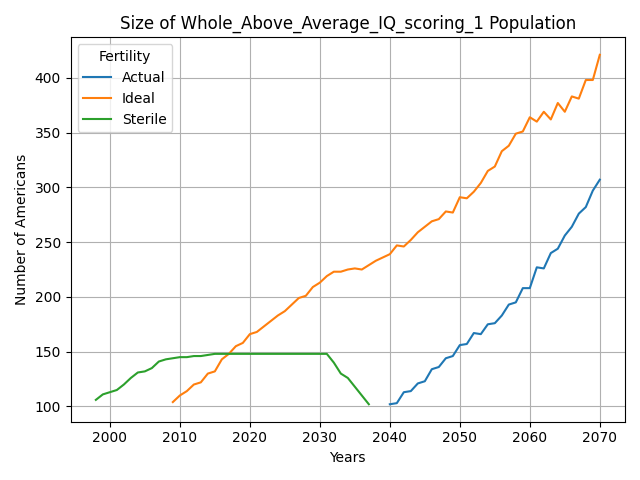 Size of Whole_Above_Average_IQ_scoring_1 Population
Fertility
Actual
Ideal
Sterile
Number of Americans
400
350
300
250
200
150
100
2000 2010 2020 2030 2040 2050 2060 2070
Years